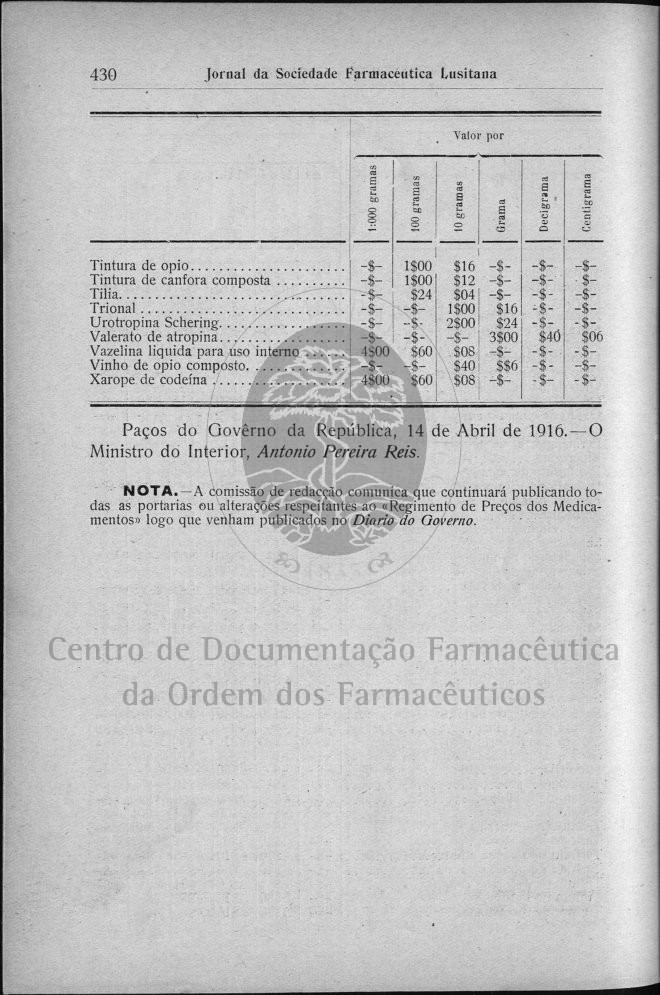 430 Jornal da Sociedade Farmacêutica Lusitana
Valor por
1:000 gramas 100 gramas 10 gramas Grama Decigrama Centigrama
Tintura de opio...................... -$- 1$00 $16 -$- -$- -$-
Tintura de canfora composta .......... -$- 1$00 $12 -$- -$- -$-
Tilia................................ -$- $24 $04 -$- -$- -$-
Trional ............................. -$- -$- 1$00 $16 -$- -$-
Urotropina Schering.................. -$- -$- 2$00 $24 -$- -$-
Valerato de atropina................. -$- -$- -$- 3$00 $40 $06
Vazelina liquida para uso interno ...... 4$00 $60 $08 -$- -$- -$-
Vinho de opio composto............... -$- -$- $40 $$6 -$- -$-
Xarope de codeína ................... 4$00 $60 $08 -$- -$- -$-
Paços do Govêrno da República, 14 de Abril de 1916.—O
Ministro do Interior, Antonio Pereira Reis.
NOTA.—A comissão de redacção comunica que continuará publicando to-
das as portarias ou alterações respeitantes ao «Regimento de Preços dos Medica-
mentos» logo que venham publicados no Diario do Governo.
1835
Centro de Documentação Farmacêutica
da Ordem dos Farmacêuticos